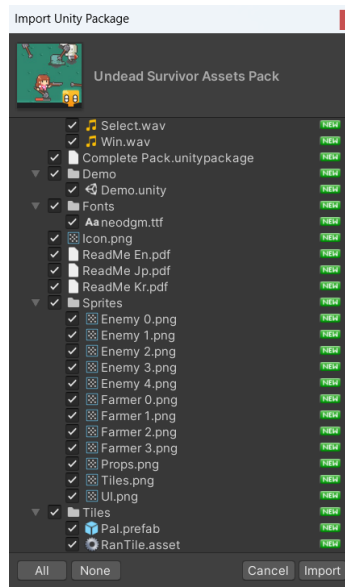 Import Unity Package
Undead Survivor Assets Pack
Select.wav NEW
Win.wav NEW
Complete Pack.unitypackage NEW
Demo
Demo.unity NEW
Fonts NEW
Aa neodgm.ttf NEW
Icon.png NEW
ReadMe En.pdf NEW
ReadMe Jp.pdf NEW
ReadMe Kr.pdf NEW
Sprites NEW
Enemy 0.png NEW
Enemy 1.png NEW
Enemy 2.png NEW
Enemy 3.png NEW
Enemy 4.png NEW
Farmer 0.png NEW
Farmer 1.png NEW
Farmer 2.png NEW
Farmer 3.png NEW
Props.png NEW
Tiles.png NEW
UI.png NEW
Tiles NEW
Pal.prefab NEW
RanTile.asset NEW
All None Cancel Import